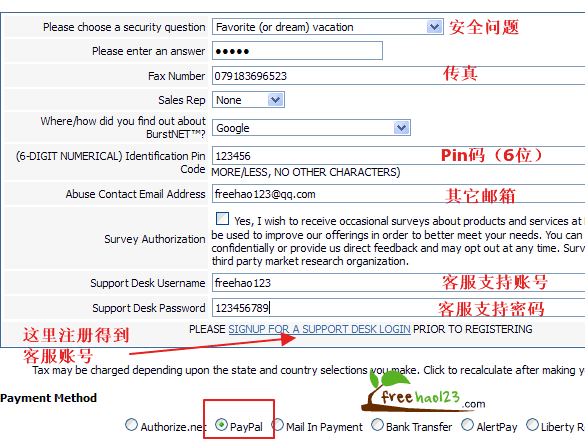 Please choose a security question Favorite (or dream) vacation 安全问题
Please enter an answer •••••
Fax Number 079183696523 传真
Sales Rep None
Where/how did you find out about
BurstNET™? Google
(6-DIGIT NUMERICAL) Identification Pin
Code 123456 Pin码（6位）
MORE/LESS, NO OTHER CHARACTERS)
Abuse Contact Email Address freehao123@qq.com 其它邮箱
Survey Authorization
Yes, I wish to receive occasional surveys about products and services at
be used to improve our offerings in order to better meet your needs. You can
confidentially or provide us direct feedback and may opt out at any time. Surv
third party market research organization.
Support Desk Username freehao123 客服支持账号
Support Desk Password 123456789 客服支持密码
PLEASE SIGNUP FOR A SUPPORT DESK LOGIN PRIOR TO REGISTERING
这里注册得到
客服账号
Tax may be charged depending upon the state and country selections you make. Click to recalculate after making yo
freehao123.com
Payment Method
Authorize.net PayPal Mail In Payment Bank Transfer AlertPay Liberty R